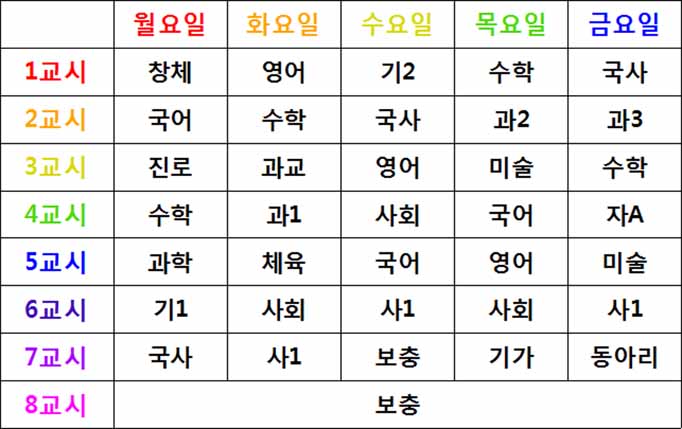 월요일 화요일 수요일 목요일 금요일
1교시 창체 영어 기2 수학 국사
2교시 국어 수학 국사 과2 과3
3교시 진로 과교 영어 미술 수학
4교시 수학 과1 사회 국어 자A
5교시 과학 체육 국어 영어 미술
6교시 기1 사회 사1 사회 사1
7교시 국사 사1 보충 기가 동아리
8교시 보충